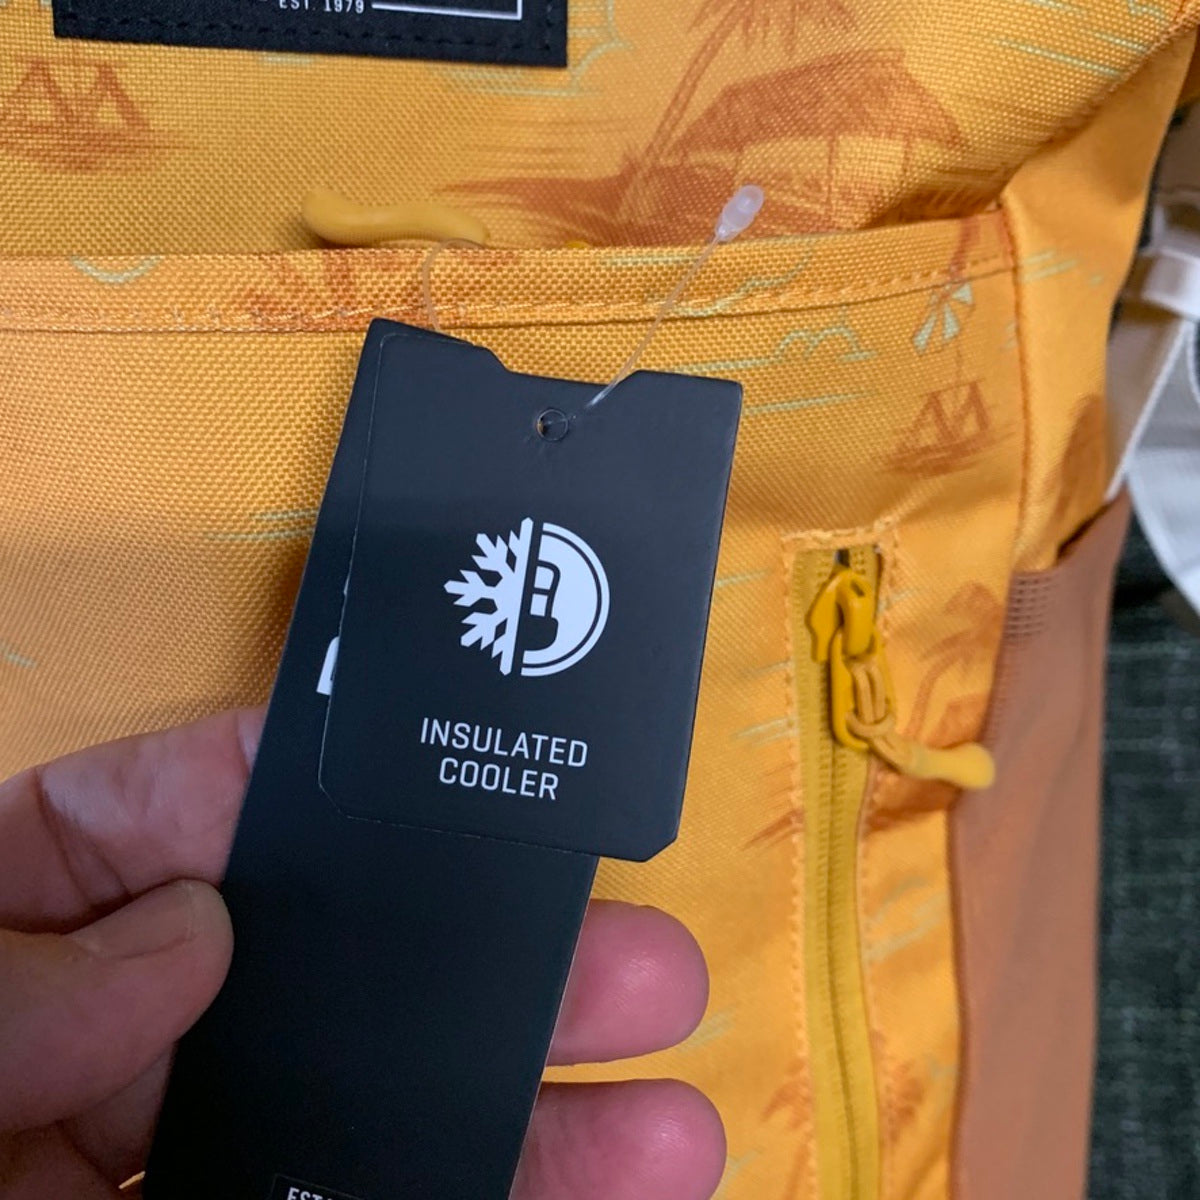 EST. 1979
INSULATED
COOLER